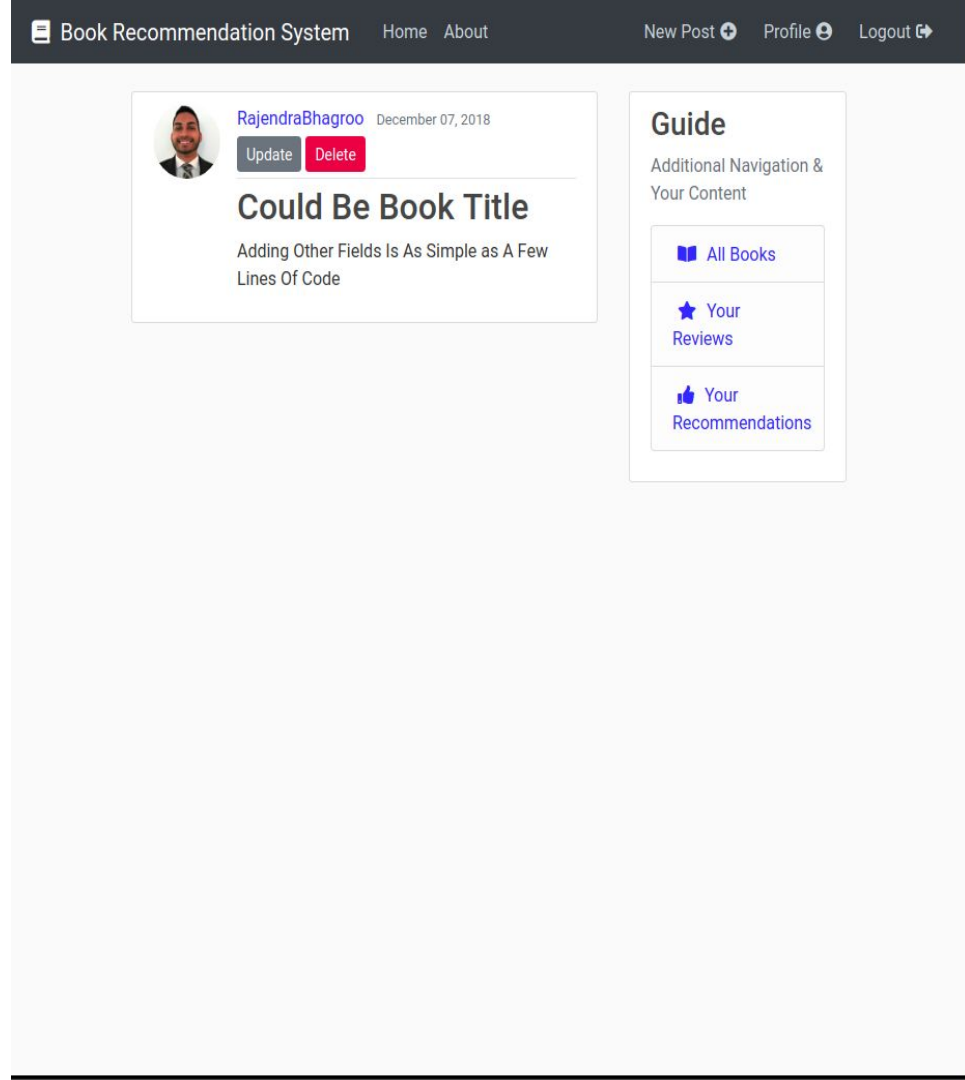 Book Recommendation System Home About New Post Profile Logout
RajendraBhagroo December 07, 2018
Update Delete
Could Be Book Title
Adding Other Fields Is As Simple as A Few
Lines Of Code
Guide
Additional Navigation &
Your Content
All Books
Your
Reviews
Your
Recommendations